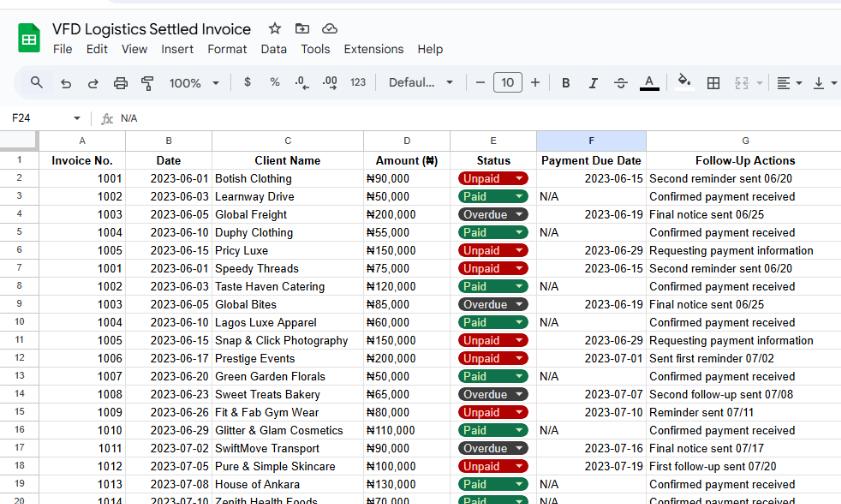 VFD Logistics Settled Invoice
File Edit View Insert Format Data Tools Extensions Help
100% $ % .0 .00 123 Defaul... − 10 + B I S A
F24 fx N/A
A B C D E F G
1 Invoice No. Date Client Name Amount (₦) Status Payment Due Date Follow-Up Actions
2 1001 2023-06-01 Botish Clothing ₦90,000 Unpaid 2023-06-15 Second reminder sent 06/20
3 1002 2023-06-03 Learnway Drive ₦50,000 Paid N/A Confirmed payment received
4 1003 2023-06-05 Global Freight ₦200,000 Overdue 2023-06-19 Final notice sent 06/25
5 1004 2023-06-10 Duphy Clothing ₦55,000 Paid N/A Confirmed payment received
6 1005 2023-06-15 Pricy Luxe ₦150,000 Unpaid 2023-06-29 Requesting payment information
7 1001 2023-06-01 Speedy Threads ₦75,000 Unpaid 2023-06-15 Second reminder sent 06/20
8 1002 2023-06-03 Taste Haven Catering ₦120,000 Paid N/A Confirmed payment received
9 1003 2023-06-05 Global Bites ₦85,000 Overdue 2023-06-19 Final notice sent 06/25
10 1004 2023-06-10 Lagos Luxe Apparel ₦60,000 Paid N/A Confirmed payment received
11 1005 2023-06-15 Snap & Click Photography ₦150,000 Unpaid 2023-06-29 Requesting payment information
12 1006 2023-06-17 Prestige Events ₦200,000 Unpaid 2023-07-01 Sent first reminder 07/02
13 1007 2023-06-20 Green Garden Florals ₦50,000 Paid N/A Confirmed payment received
14 1008 2023-06-23 Sweet Treats Bakery ₦65,000 Overdue 2023-07-07 Second follow-up sent 07/08
15 1009 2023-06-26 Fit & Fab Gym Wear ₦80,000 Unpaid 2023-07-10 Reminder sent 07/11
16 1010 2023-06-29 Glitter & Glam Cosmetics ₦110,000 Paid N/A Confirmed payment received
17 1011 2023-07-02 SwiftMove Transport ₦90,000 Overdue 2023-07-16 Final notice sent 07/17
18 1012 2023-07-05 Pure & Simple Skincare ₦100,000 Unpaid 2023-07-19 First follow-up sent 07/20
19 1013 2023-07-08 House of Ankara ₦130,000 Paid N/A Confirmed payment received
20 1014 2023-07-10 Zenith Health Foods ₦70,000 Paid N/A Confirmed payment received